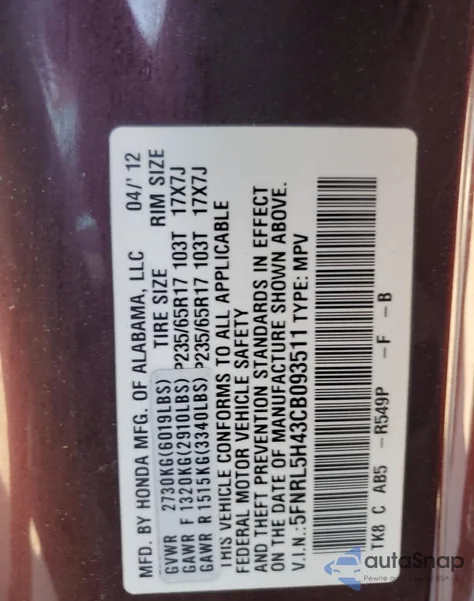 MFD. BY HONDA MFG. OF ALABAMA, LLC 04/'12
TIRE SIZE RIM SIZE
GVWR 2730KG(6019LBS)
GAWR F 1320KG(2910LBS) P235/65R17 103T 17X7J
GAWR R 1515KG(3340LBS) P235/65R17 103T 17X7J
THIS VEHICLE CONFORMS TO ALL APPLICABLE
FEDERAL MOTOR VEHICLE SAFETY
AND THEFT PREVENTION STANDARDS IN EFFECT
ON THE DATE OF MANUFACTURE SHOWN ABOVE.
V.I.N.:5FNRL5H43CB093511 TYPE: MPV
TK8 C AB5 -R549P -F -B
autoSnap